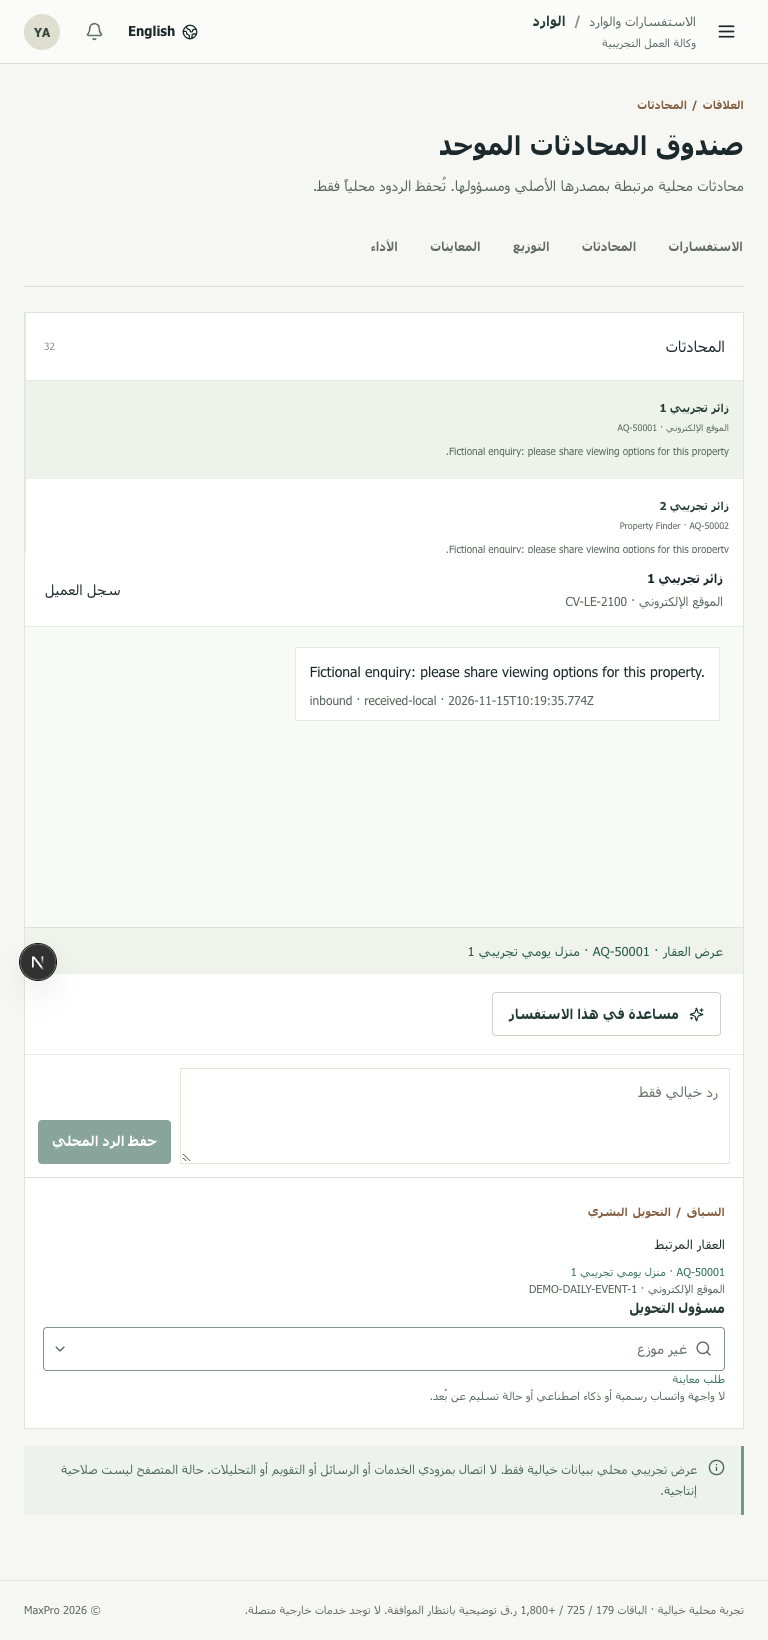 الاستفسارات والوارد / الوارد
وكالة العمل التجريبية
English
YA
العلاقات / المحادثات
صندوق المحادثات الموحد
محادثات محلية مرتبطة بمصدرها الأصلي ومسؤولها. تُحفظ الردود محلياً فقط.
الاستفسارات المحادثات التوزيع المعاينات الأداء
المحادثات 32
زائر تجريبي 1
الموقع الإلكتروني · AQ-50001
Fictional enquiry: please share viewing options for this property.
زائر تجريبي 2
Property Finder · AQ-50002
Fictional enquiry: please share viewing options for this property.
زائر تجريبي 1
الموقع الإلكتروني · CV-LE-2100
سجل العميل
Fictional enquiry: please share viewing options for this property.
inbound · received-local · 2026-11-15T10:19:35.774Z
عرض العقار · AQ-50001 · منزل يومي تجريبي 1
N
مساعدة في هذا الاستفسار
رد خيالي فقط
حفظ الرد المحلي
السياق / التحويل البشري
العقار المرتبط
AQ-50001 · منزل يومي تجريبي 1
الموقع الإلكتروني · DEMO-DAILY-EVENT-1
مسؤول التحويل
غير موزع
طلب معاينة
لا واجهة واتساب رسمية أو ذكاء اصطناعي أو حالة تسليم عن بُعد.
عرض تجريبي محلي ببيانات خيالية فقط. لا اتصال بمزودي الخدمات أو الرسائل أو التقويم أو التحليلات. حالة المتصفح ليست صلاحية
إنتاجية.
تجربة محلية خيالية · الباقات 179 / 725 / +1,800 ر.ق توضيحية بانتظار الموافقة. لا توجد خدمات خارجية متصلة.
© 2026 MaxPro